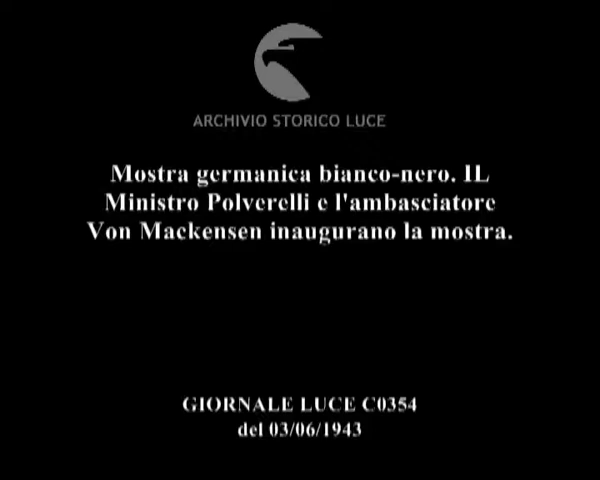 ARCHIVIO STORICO LUCE
Mostra germanica bianco-nero. IL
Ministro Polverelli e l'ambasciatore
Von Mackensen inaugurano la mostra.
GIORNALE LUCE C0354
del 03/06/1943